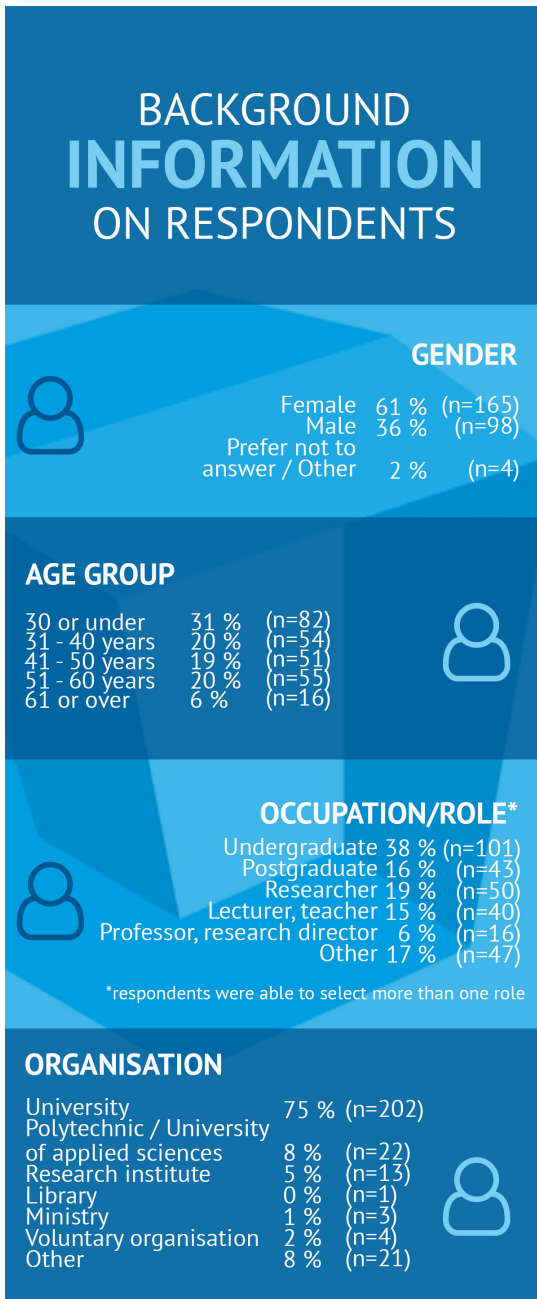 BACKGROUND
INFORMATION
ON RESPONDENTS
GENDER
Female 61 % (n=165)
Male 36 % (n=98)
Prefer not to
answer / Other 2 % (n=4)
AGE GROUP
30 or under 31 % (n=82)
31 - 40 years 20 % (n=54)
41 - 50 years 19 % (n=51)
51 - 60 years 20 % (n=55)
61 or over 6 % (n=16)
OCCUPATION/ROLE*
Undergraduate 38 % (n=101)
Postgraduate 16 % (n=43)
Researcher 19 % (n=50)
Lecturer, teacher 15 % (n=40)
Professor, research director 6 % (n=16)
Other 17 % (n=47)
*respondents were able to select more than one role
ORGANISATION
University 75 % (n=202)
Polytechnic / University
of applied sciences 8 % (n=22)
Research institute 5 % (n=13)
Library 0 % (n=1)
Ministry 1 % (n=3)
Voluntary organisation 2 % (n=4)
Other 8 % (n=21)